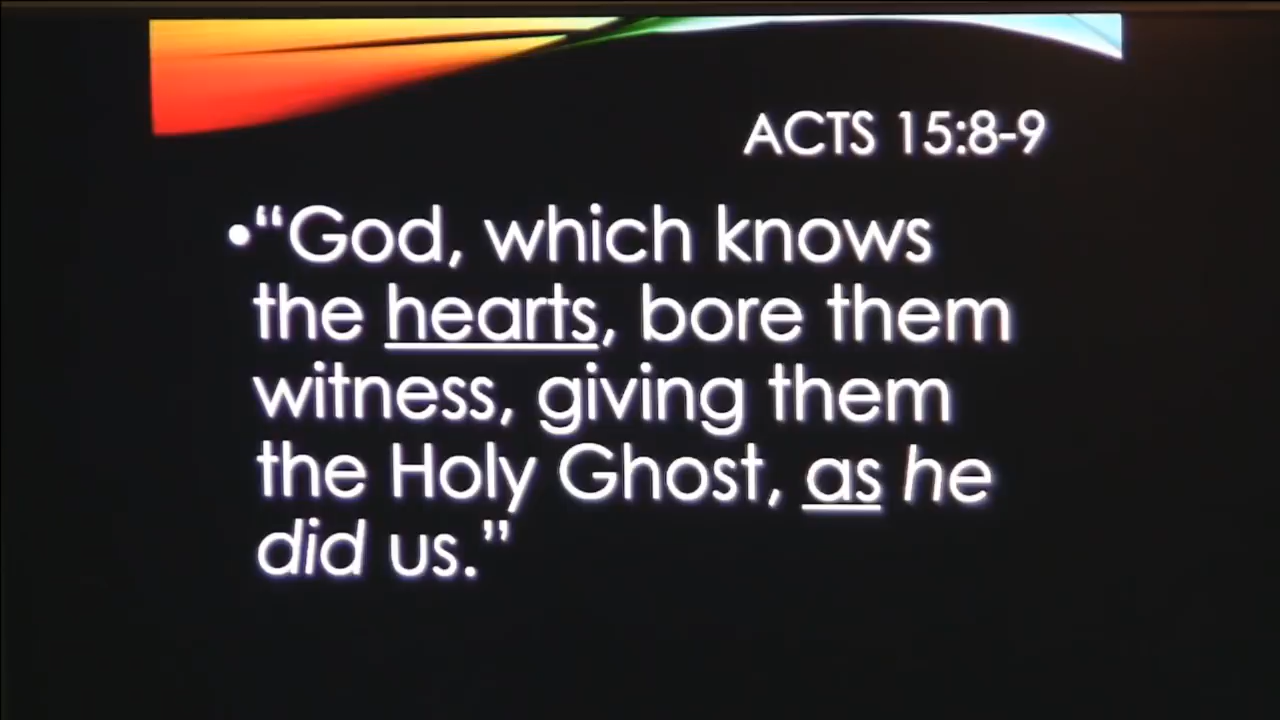 ACTS 15:8-9
•“God, which knows
the hearts, bore them
witness, giving them
the Holy Ghost, as he
did us.”